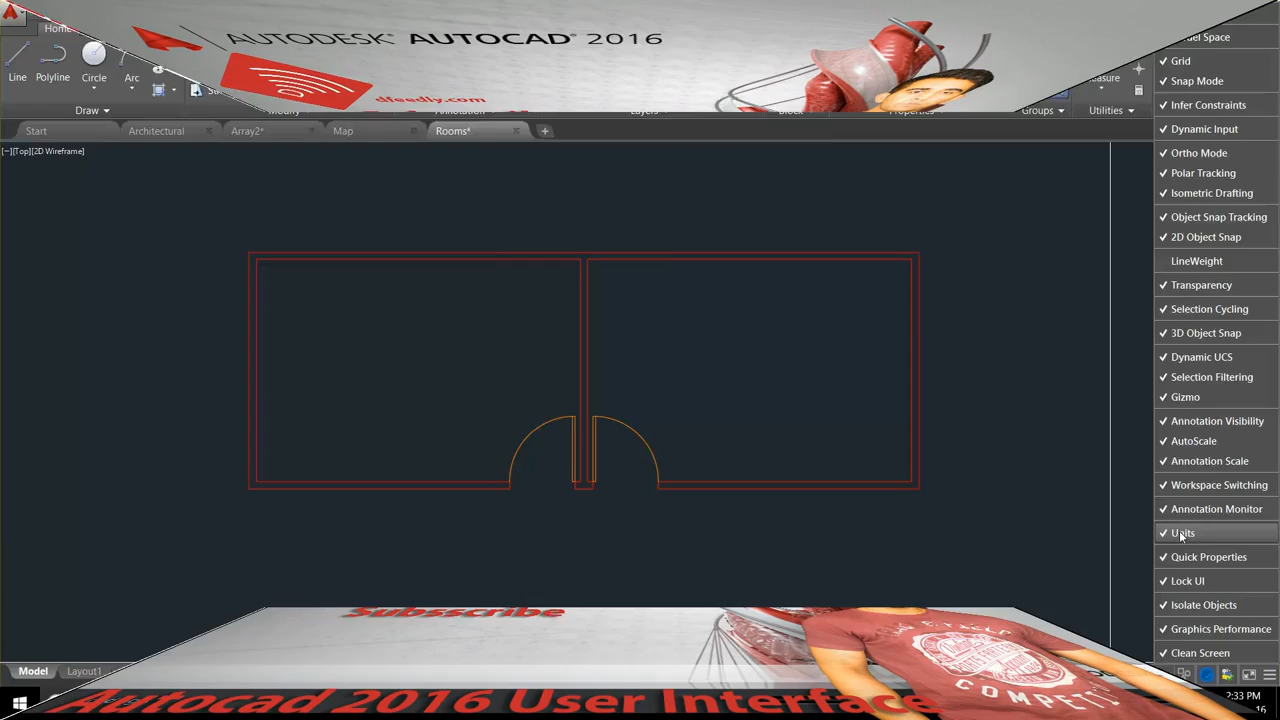 Home
AUTODESK® AUTOCAD® 2016
dfeedly.com
Line
Polyline
Circle
Arc
Draw
Utilities
Groups
Start
Architectural
Array2*
Map
Rooms*
[−][Top][2D Wireframe]
Grid
Snap Mode
Infer Constraints
Dynamic Input
Ortho Mode
Polar Tracking
Isometric Drafting
Object Snap Tracking
2D Object Snap
LineWeight
Transparency
Selection Cycling
3D Object Snap
Dynamic UCS
Selection Filtering
Gizmo
Annotation Visibility
AutoScale
Annotation Scale
Workspace Switching
Annotation Monitor
Units
Quick Properties
Lock UI
Isolate Objects
Graphics Performance
Clean Screen
Subsscribe
Model
Layout1
Autocad 2016 User Interface
2:33 PM